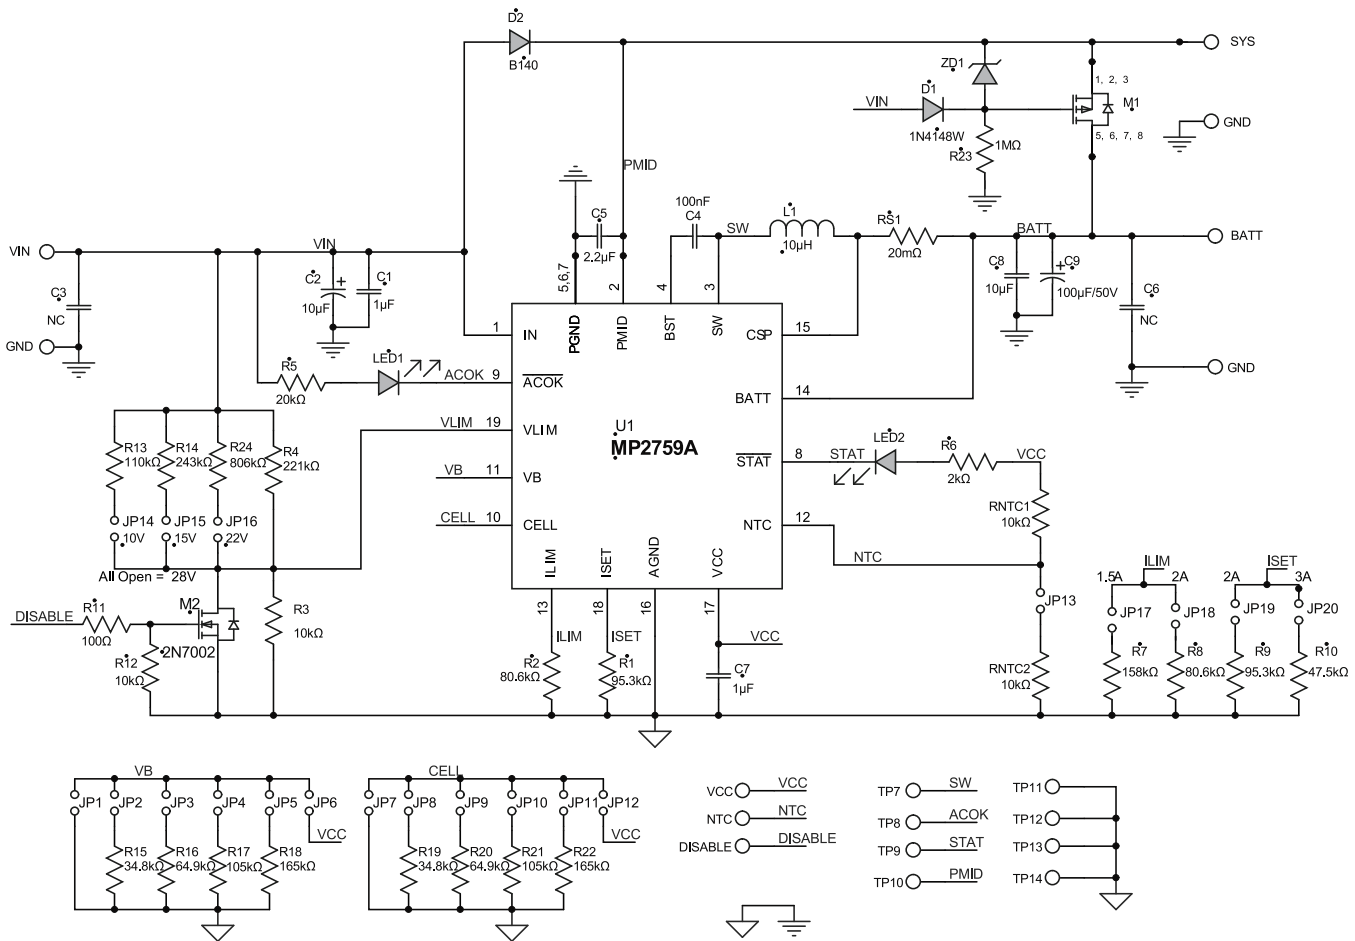 D2
B140
SYS
ZD1
1, 2, 3
D1
VIN
M1
1N4148W
R23
1MΩ
5, 6, 7, 8
GND
PMID
100nF
C4
C5
2.2µF
SW
L1
10µH
RS1
20mΩ
BATT
BATT
VIN
VIN
C3
NC
C2
10µF
C1
1µF
5,6,7
2
4
3
C8
10µF
C9
100µF/50V
C6
NC
GND
GND
1
IN
PGND
PMID
BST
SW
CSP
15
R5
20kΩ
LED1
ACOK
9
ACOK
BATT
14
VLIM
19
VLIM
U1
MP2759A
STAT
8
STAT
LED2
R6
2kΩ
VCC
R13
110kΩ
R14
243kΩ
R24
806kΩ
R4
221kΩ
VB
11
VB
CELL
10
CELL
NTC
12
RNTC1
10kΩ
JP14
10V
JP15
15V
JP16
22V
ILIM
ISET
AGND
VCC
NTC
All Open = 28V
13
18
16
17
JP13
ILIM
ISET
1.5A
2A
2A
3A
JP17
JP18
JP19
JP20
DISABLE
R11
100Ω
M2
2N7002
R12
10kΩ
R3
10kΩ
ILIM
R2
80.6kΩ
ISET
R1
95.3kΩ
VCC
C7
1µF
RNTC2
10kΩ
R7
158kΩ
R8
80.6kΩ
R9
95.3kΩ
R10
47.5kΩ
VB
JP1
JP2
JP3
JP4
JP5
JP6
VCC
R15
34.8kΩ
R16
64.9kΩ
R17
105kΩ
R18
165kΩ
CELL
JP7
JP8
JP9
JP10
JP11
JP12
VCC
R19
34.8kΩ
R20
64.9kΩ
R21
105kΩ
R22
165kΩ
VCC
VCC
NTC
NTC
DISABLE
DISABLE
TP7
SW
TP8
ACOK
TP9
STAT
TP10
PMID
TP11
TP12
TP13
TP14